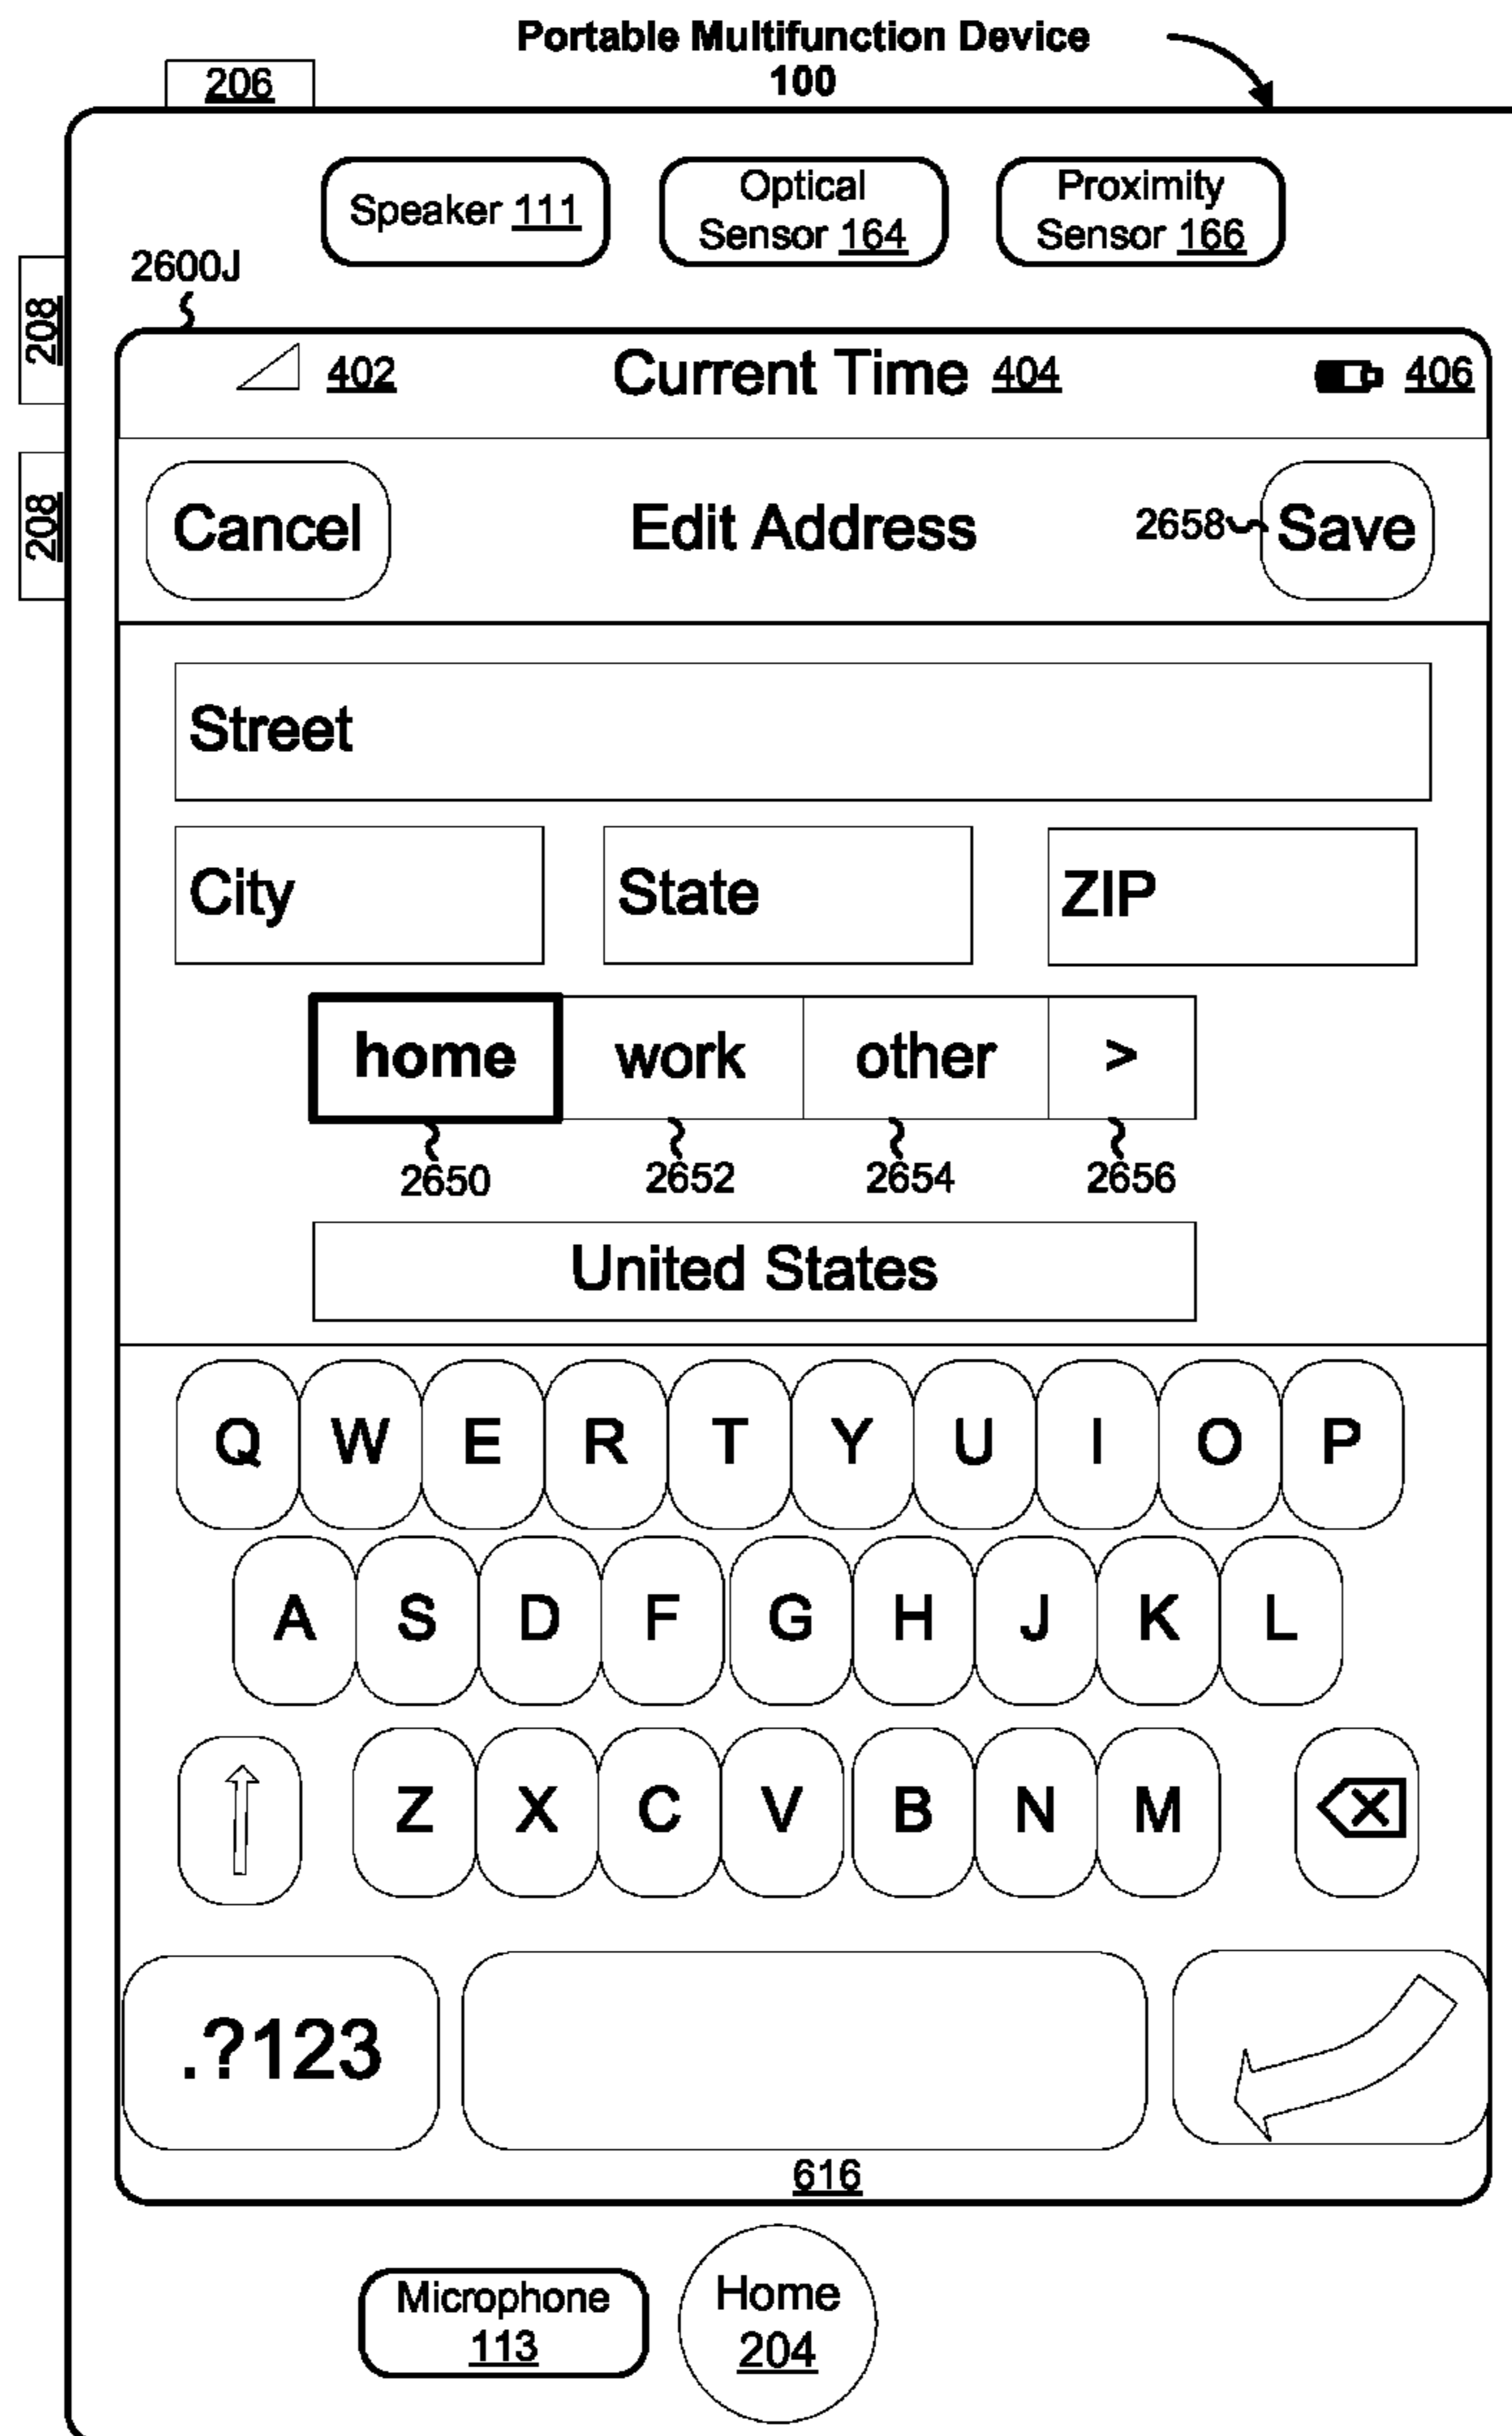 Portable Multifunction Device
100
206
Speaker 111
Optical
Sensor 164
Proximity
Sensor 166
2600J
208
402
Current Time 404
406
208
Cancel
Edit Address
2658
Save
Street
City
State
ZIP
home
work
other
>
2650
2652
2654
2656
United States
Q W E R T Y U I O P
A S D F G H J K L
Z X C V B N M
.?123
616
Microphone
113
Home
204